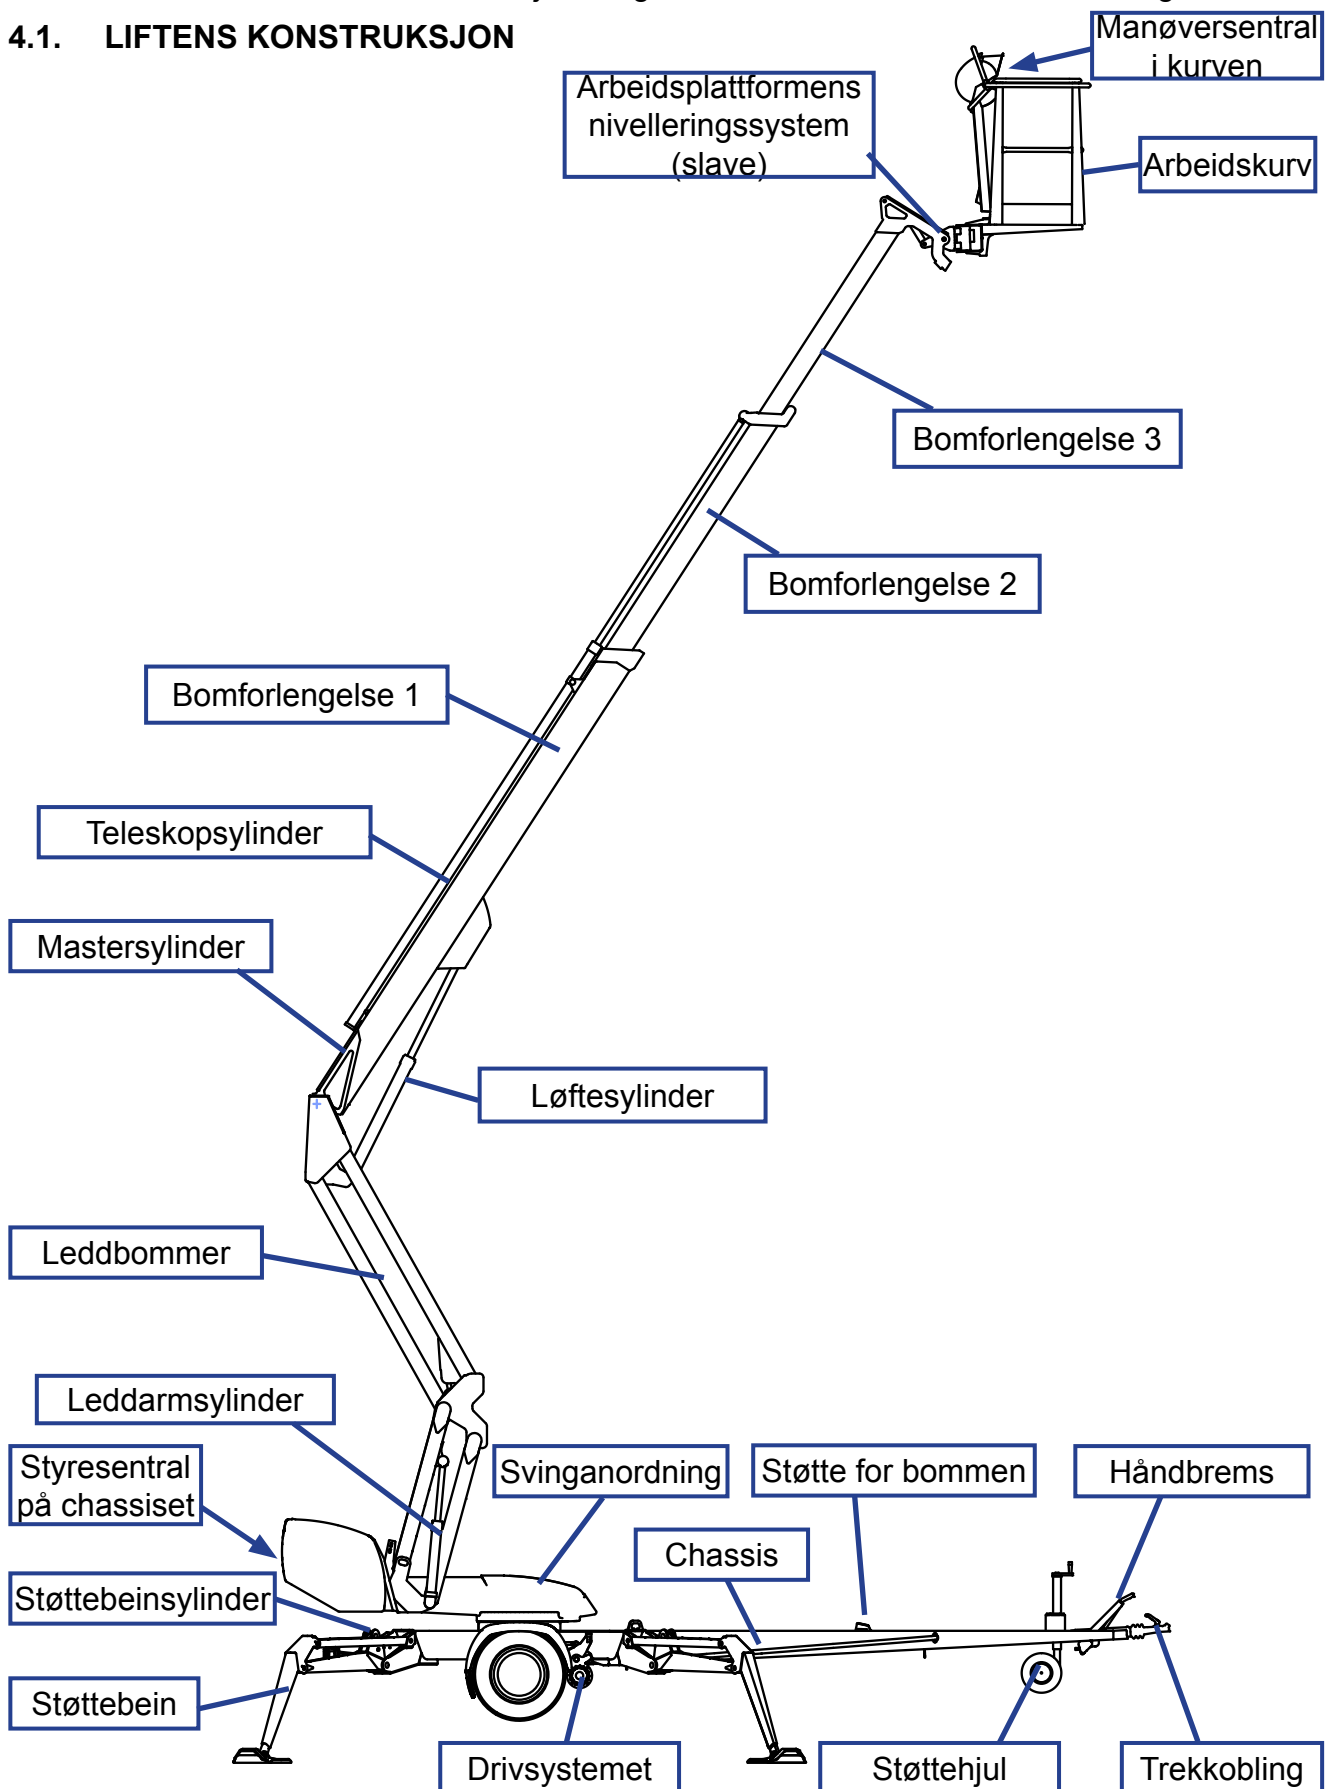 4.1. LIFTENS KONSTRUKSJON
Manøversentral
i kurven
Arbeidsplattformens
nivelleringssystem
(slave)
Arbeidskurv
Bomforlengelse 3
Bomforlengelse 2
Bomforlengelse 1
Teleskopsylinder
Mastersylinder
Løftesylinder
Leddbommer
Leddarmsylinder
Styresentral
på chassiset
Svinganordning
Støtte for bommen
Håndbrems
Chassis
Støttebeinsylinder
Støttebein
Drivsystemet
Støttehjul
Trekkobling